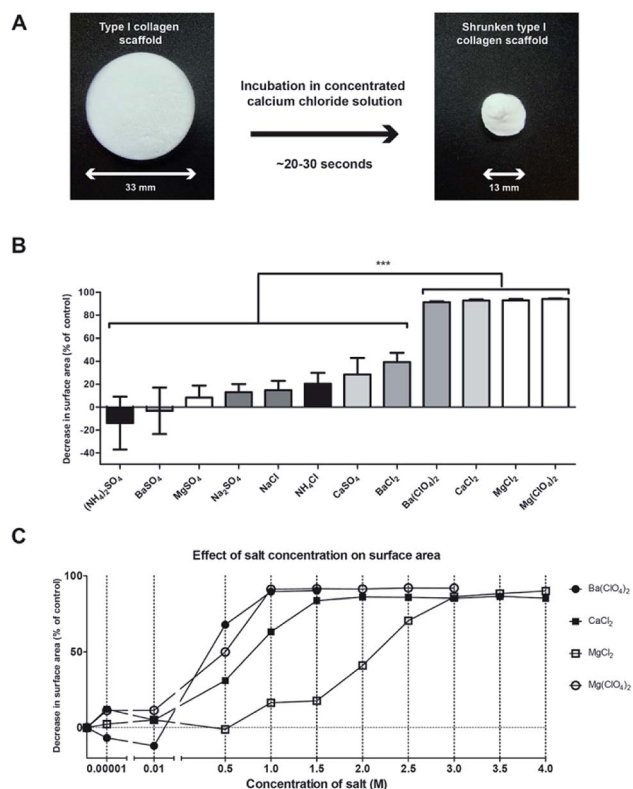 A
Type I collagen
scaffold
33 mm
Incubation in concentrated
calcium chloride solution
~20-30 seconds
Shrunken type I
collagen scaffold
13 mm
B
***
Decrease in surface area (% of control)
100
80
60
40
20
0
-20
-40
(NH₄)₂SO₄
BaSO₄
MgSO₄
Na₂SO₄
NaCl
NH₄Cl
CaSO₄
BaCl₂
Ba(ClO₄)₂
CaCl₂
MgCl₂
Mg(ClO₄)₂
C
Effect of salt concentration on surface area
Decrease in surface area (% of control)
100
50
0
0.00001 0.01 0.5 1.0 1.5 2.0 2.5 3.0 3.5 4.0
Concentration of salt (M)
Ba(ClO₄)₂
CaCl₂
MgCl₂
Mg(ClO₄)₂